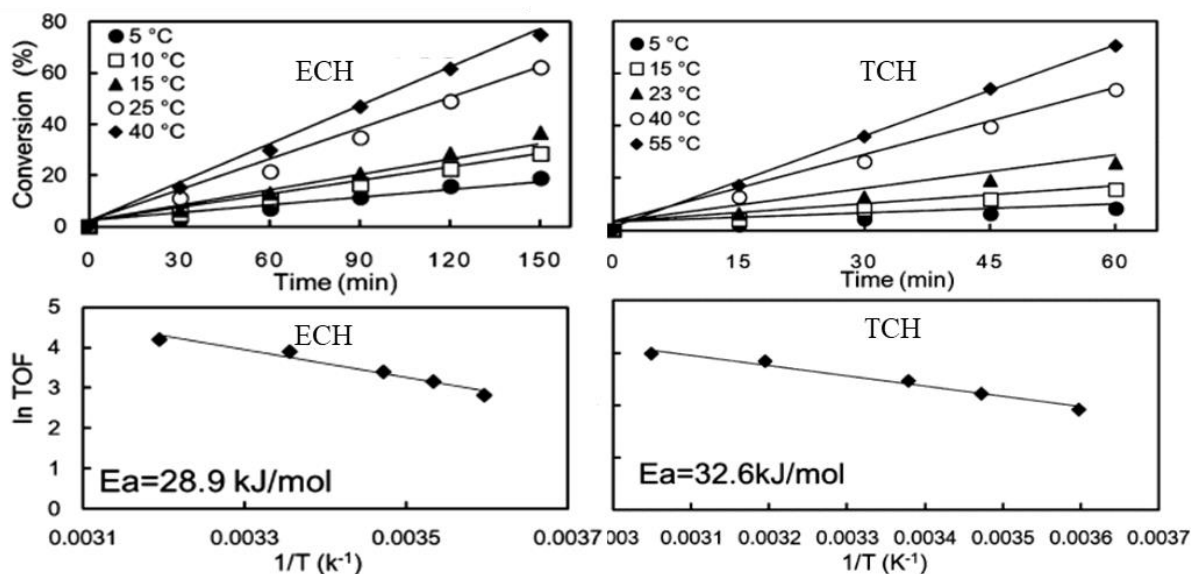 80
60
40
20
0
Conversion (%)
5 °C
10 °C
15 °C
25 °C
40 °C
ECH
0 30 60 90 120 150
Time (min)
5 °C
15 °C
23 °C
40 °C
55 °C
TCH
0 15 30 45 60
Time (min)
5
4
3
2
1
0
ln TOF
ECH
Ea=28.9 kJ/mol
0.0031 0.0033 0.0035 0.0037
1/T (k-1)
TCH
Ea=32.6kJ/mol
003 0.0031 0.0032 0.0033 0.0034 0.0035 0.0036 0.0037
1/T (K-1)